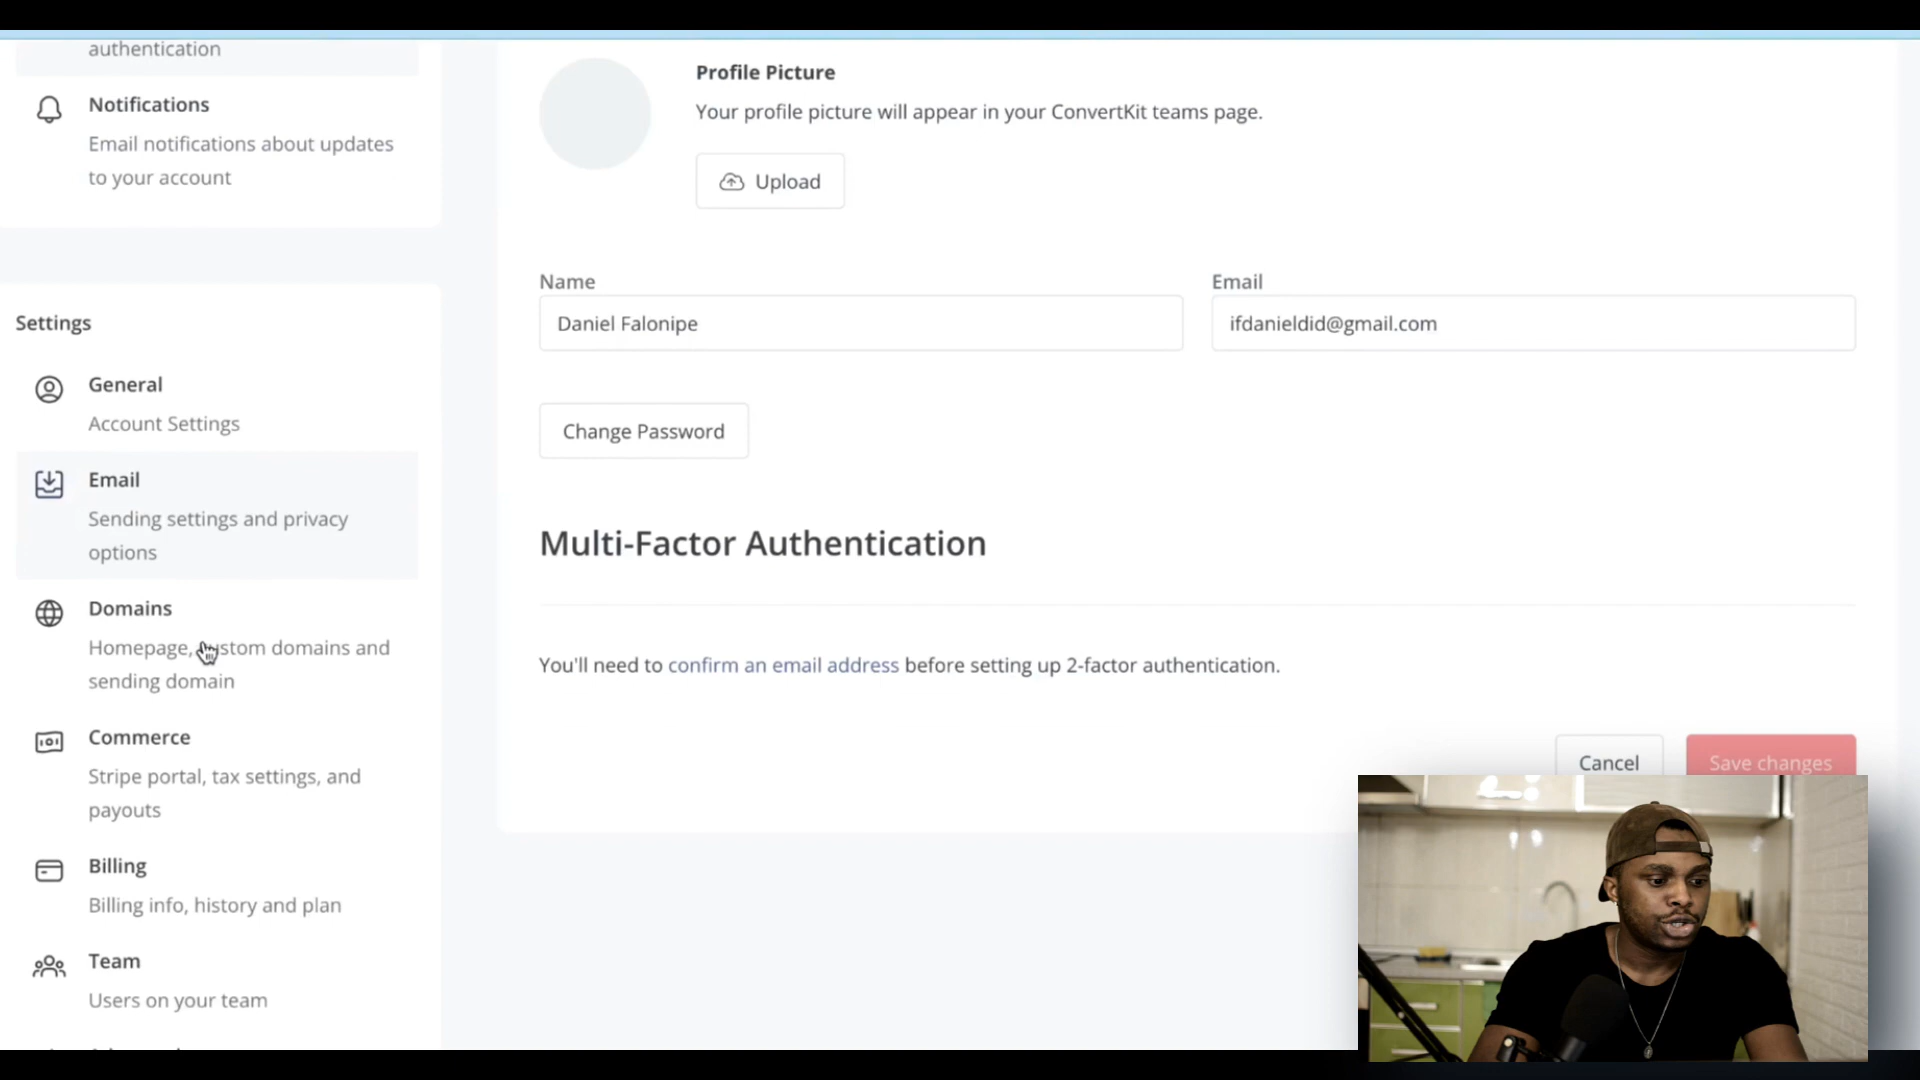 authentication
Notifications
Email notifications about updates
to your account
Settings
General
Account Settings
Email
Sending settings and privacy
options
Domains
Homepage, custom domains and
sending domain
Commerce
Stripe portal, tax settings, and
payouts
Billing
Billing info, history and plan
Team
Users on your team
Profile Picture
Your profile picture will appear in your ConvertKit teams page.
Upload
Name
Email
Daniel Falonipe
ifdanieldid@gmail.com
Change Password
Multi-Factor Authentication
You'll need to confirm an email address before setting up 2-factor authentication.
Cancel
Save changes